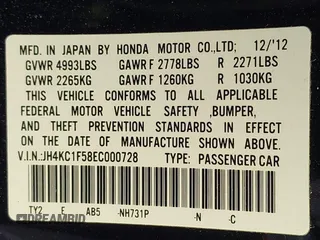 MFD. IN JAPAN BY HONDA MOTOR CO.,LTD; 12/'12
GVWR 4993LBS GAWR F 2778LBS R 2271LBS
GVWR 2265KG GAWR F 1260KG R 1030KG
THIS VEHICLE CONFORMS TO ALL APPLICABLE
FEDERAL MOTOR VEHICLE SAFETY ,BUMPER,
AND THEFT PREVENTION STANDARDS IN EFFECT
ON THE DATE OF MANUFACTURE SHOWN ABOVE.
V.I.N.:JH4KC1F58EC000728 TYPE: PASSENGER CAR
TY2 E AB5 -NH731P -N -C
DREAMBID